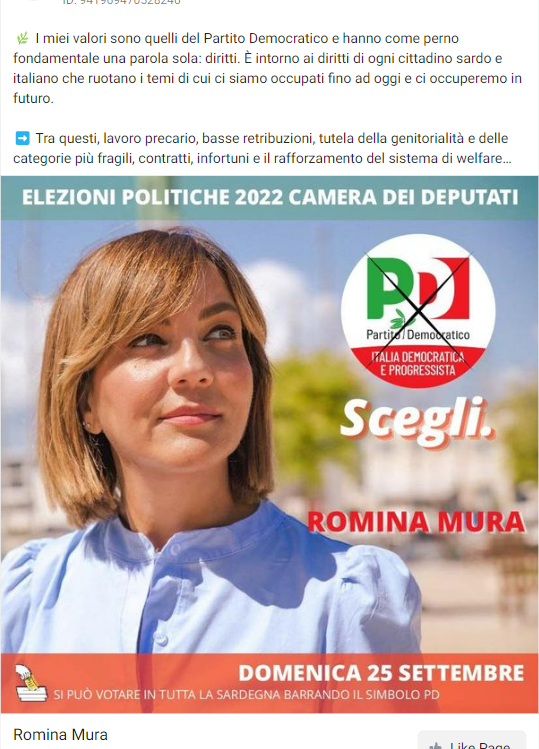 ID: 941969470528246
I miei valori sono quelli del Partito Democratico e hanno come perno
fondamentale una parola sola: diritti. È intorno ai diritti di ogni cittadino sardo e
italiano che ruotano i temi di cui ci siamo occupati fino ad oggi e ci occuperemo in
futuro.
Tra questi, lavoro precario, basse retribuzioni, tutela della genitorialità e delle
categorie più fragili, contratti, infortuni e il rafforzamento del sistema di welfare...
ELEZIONI POLITICHE 2022 CAMERA DEI DEPUTATI
PD
Partito Democratico
ITALIA DEMOCRATICA
E PROGRESSISTA
Scegli.
ROMINA MURA
DOMENICA 25 SETTEMBRE
SI PUÒ VOTARE IN TUTTA LA SARDEGNA BARRANDO IL SIMBOLO PD
Romina Mura
Like Page